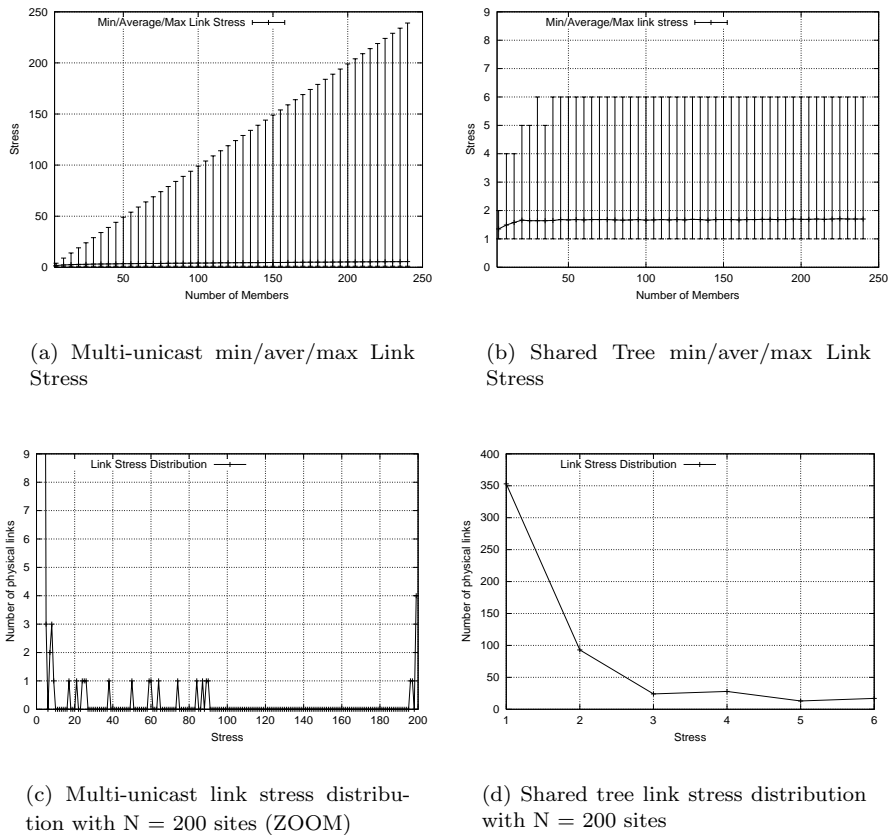 250
200
150
100
50
0
Stress
Min/Average/Max Link Stress
50 100 150 200 250
Number of Members
(a) Multi-unicast min/aver/max Link
Stress
9
8
7
6
5
4
3
2
1
0
Stress
Min/Average/Max link stress
50 100 150 200 250
Number of Members
(b) Shared Tree min/aver/max Link
Stress
9
8
7
6
5
4
3
2
1
0
Number of physical links
Link Stress Distribution
0 20 40 60 80 100 120 140 160 180 200
Stress
(c) Multi-unicast link stress distribu-
tion with N = 200 sites (ZOOM)
400
350
300
250
200
150
100
50
0
Number of physical links
Link Stress Distribution
1 2 3 4 5 6
Stress
(d) Shared tree link stress distribution
with N = 200 sites